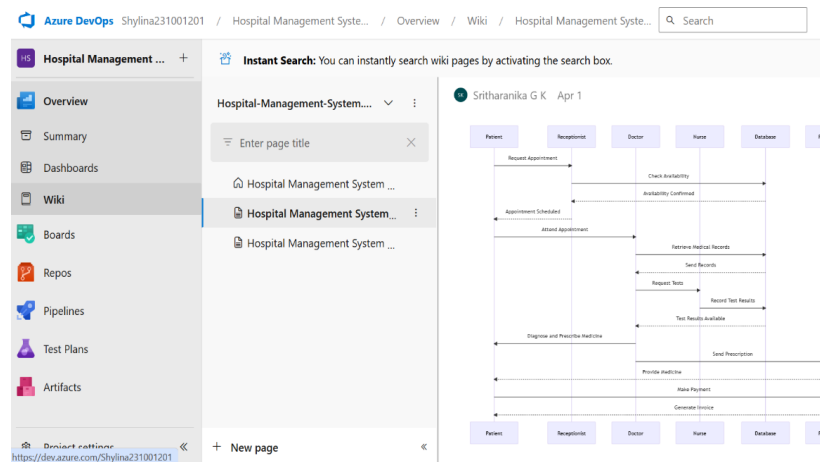 Azure DevOps Shylina231001201 / Hospital Management Syste... / Overview / Wiki / Hospital Management Syste... Search
HS Hospital Management ... +
Instant Search: You can instantly search wiki pages by activating the search box.
Overview
Summary
Dashboards
Wiki
Boards
Repos
Pipelines
Test Plans
Artifacts
Project settings
https://dev.azure.com/Shylina231001201
Hospital-Management-System....
Enter page title
Hospital Management System ...
Hospital Management System...
Hospital Management System ...
+ New page
SK Sritharanika G K Apr 1
Patient Receptionist Doctor Nurse Database
Request Appointment
Check Availability
Availability Confirmed
Appointment Scheduled
Attend Appointment
Retrieve Medical Records
Send Records
Request Tests
Record Test Results
Test Results Available
Diagnose and Prescribe Medicine
Send Prescription
Provide Medicine
Make Payment
Generate Invoice
Patient Receptionist Doctor Nurse Database